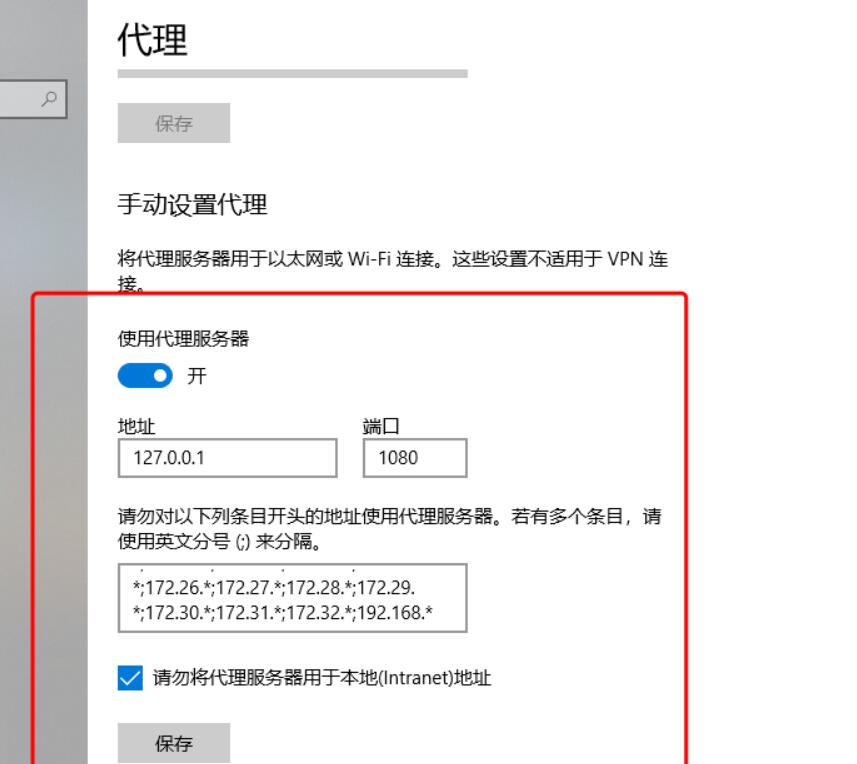 代理
保存
手动设置代理
将代理服务器用于以太网或 Wi-Fi 连接。这些设置不适用于 VPN 连
接。
使用代理服务器
开
地址
端口
127.0.0.1
1080
请勿对以下列条目开头的地址使用代理服务器。若有多个条目，请
使用英文分号 (;) 来分隔。
*;172.26.*;172.27.*;172.28.*;172.29.
*;172.30.*;172.31.*;172.32.*;192.168.*
请勿将代理服务器用于本地(Intranet)地址
保存